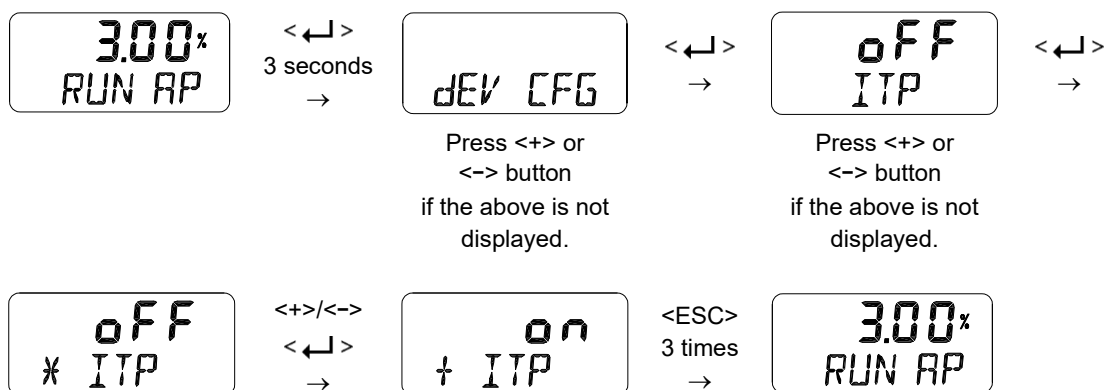 3.00%
RUN AP
< ↵ >
3 seconds
→
dEV CFG
Press <+> or
<-> button
if the above is not
displayed.
< ↵ >
→
oFF
ITP
Press <+> or
<-> button
if the above is not
displayed.
< ↵ >
→
oFF
* ITP
<+>/<->
< ↵ >
→
on
+ ITP
<ESC>
3 times
→
3.00%
RUN AP